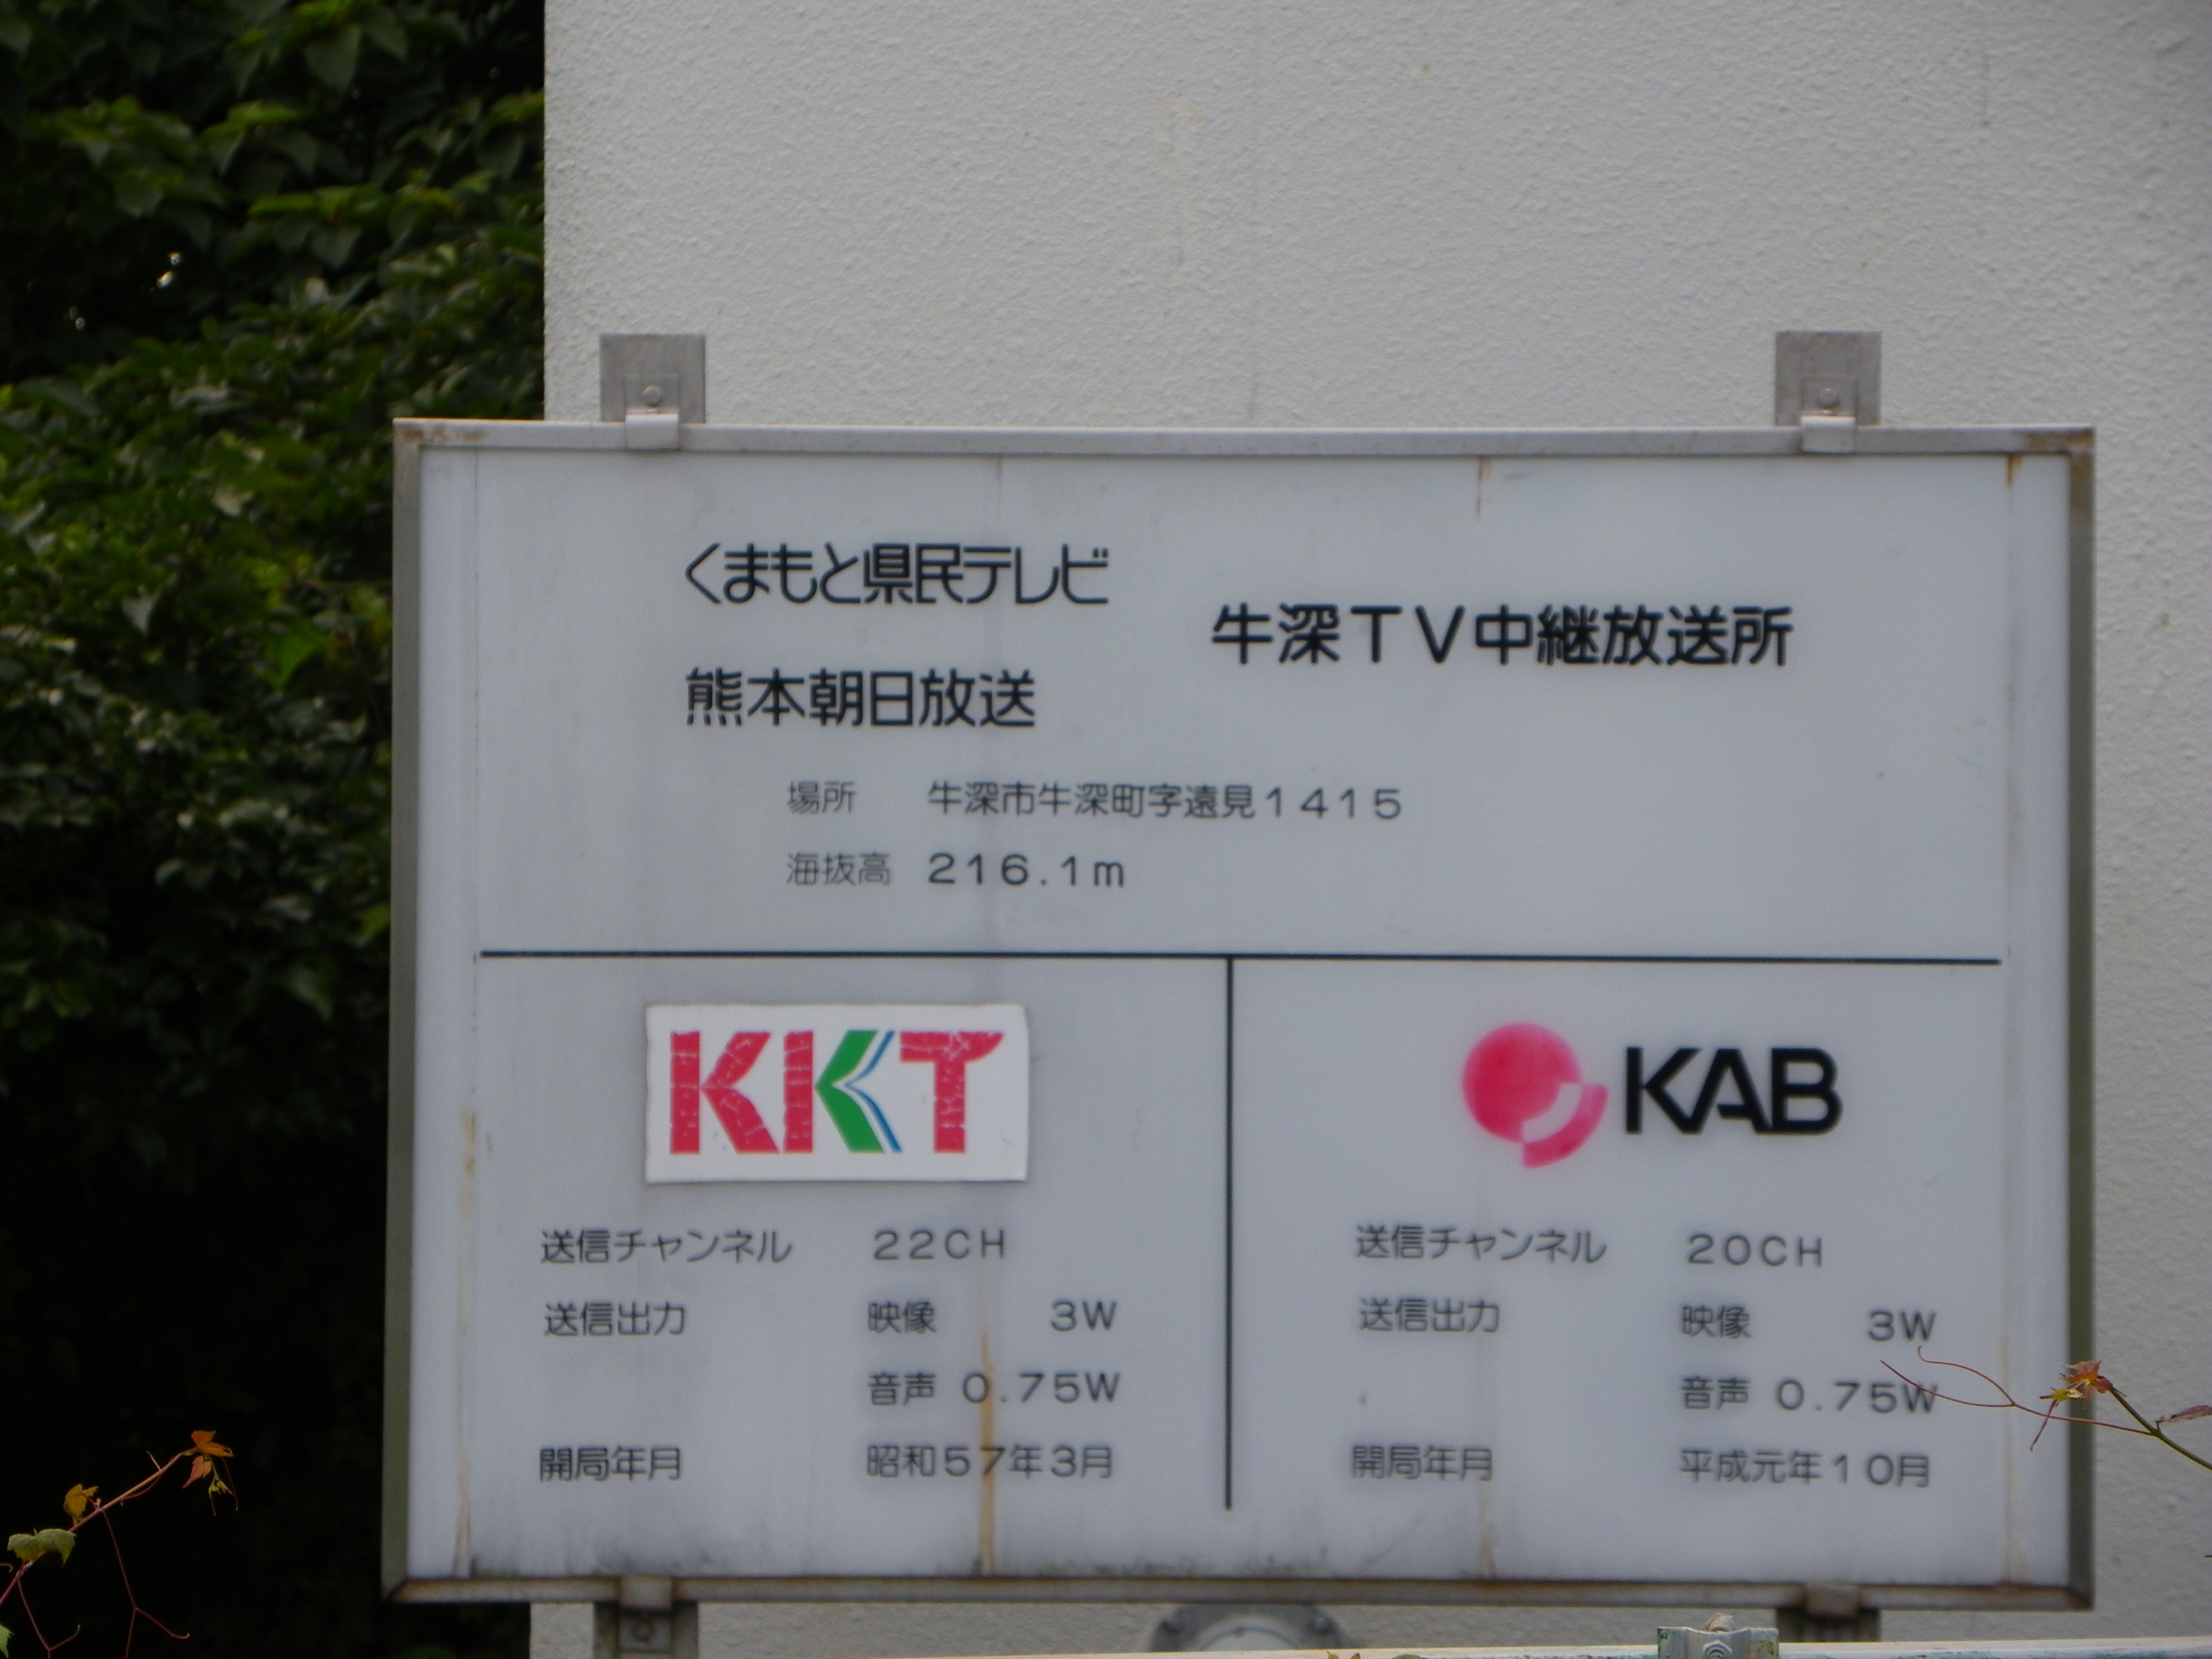 くまもと県民テレビ
牛深TV中継放送所
熊本朝日放送
場所 牛深市牛深町字遠見1415
海抜高 216.1m
KKT
送信チャンネル 22CH
送信出力 映像 3W
音声 0.75W
開局年月 昭和57年3月
KAB
送信チャンネル 20CH
送信出力 映像 3W
音声 0.75W
開局年月 平成元年10月